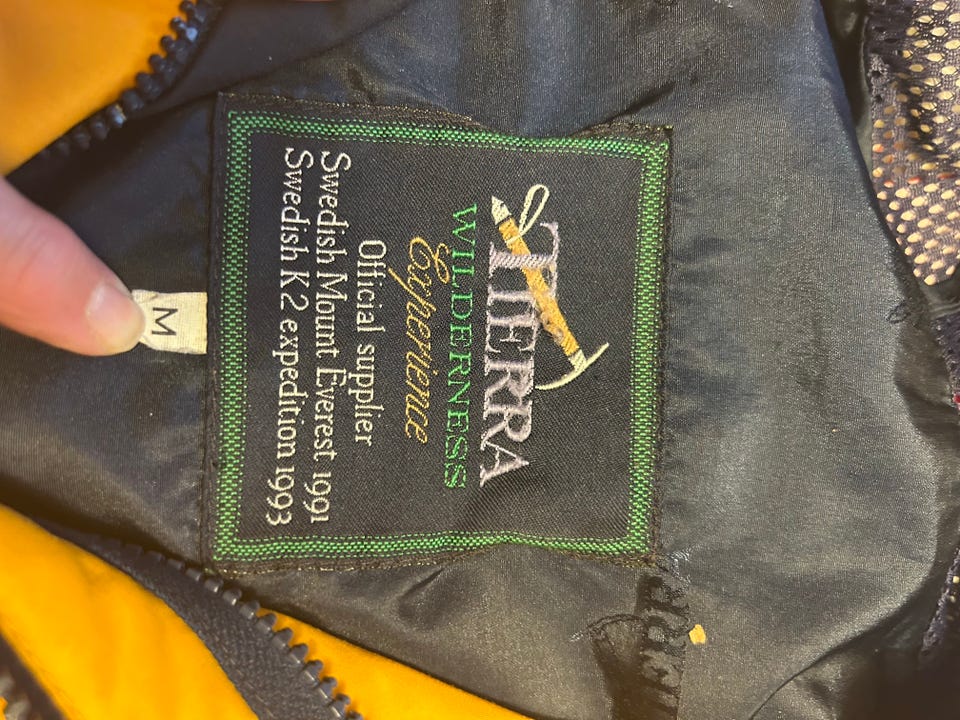 TIERRA
WILDERNESS
Experience
Official supplier
Swedish Mount Everest 1991
Swedish K2 expedition 1993
M